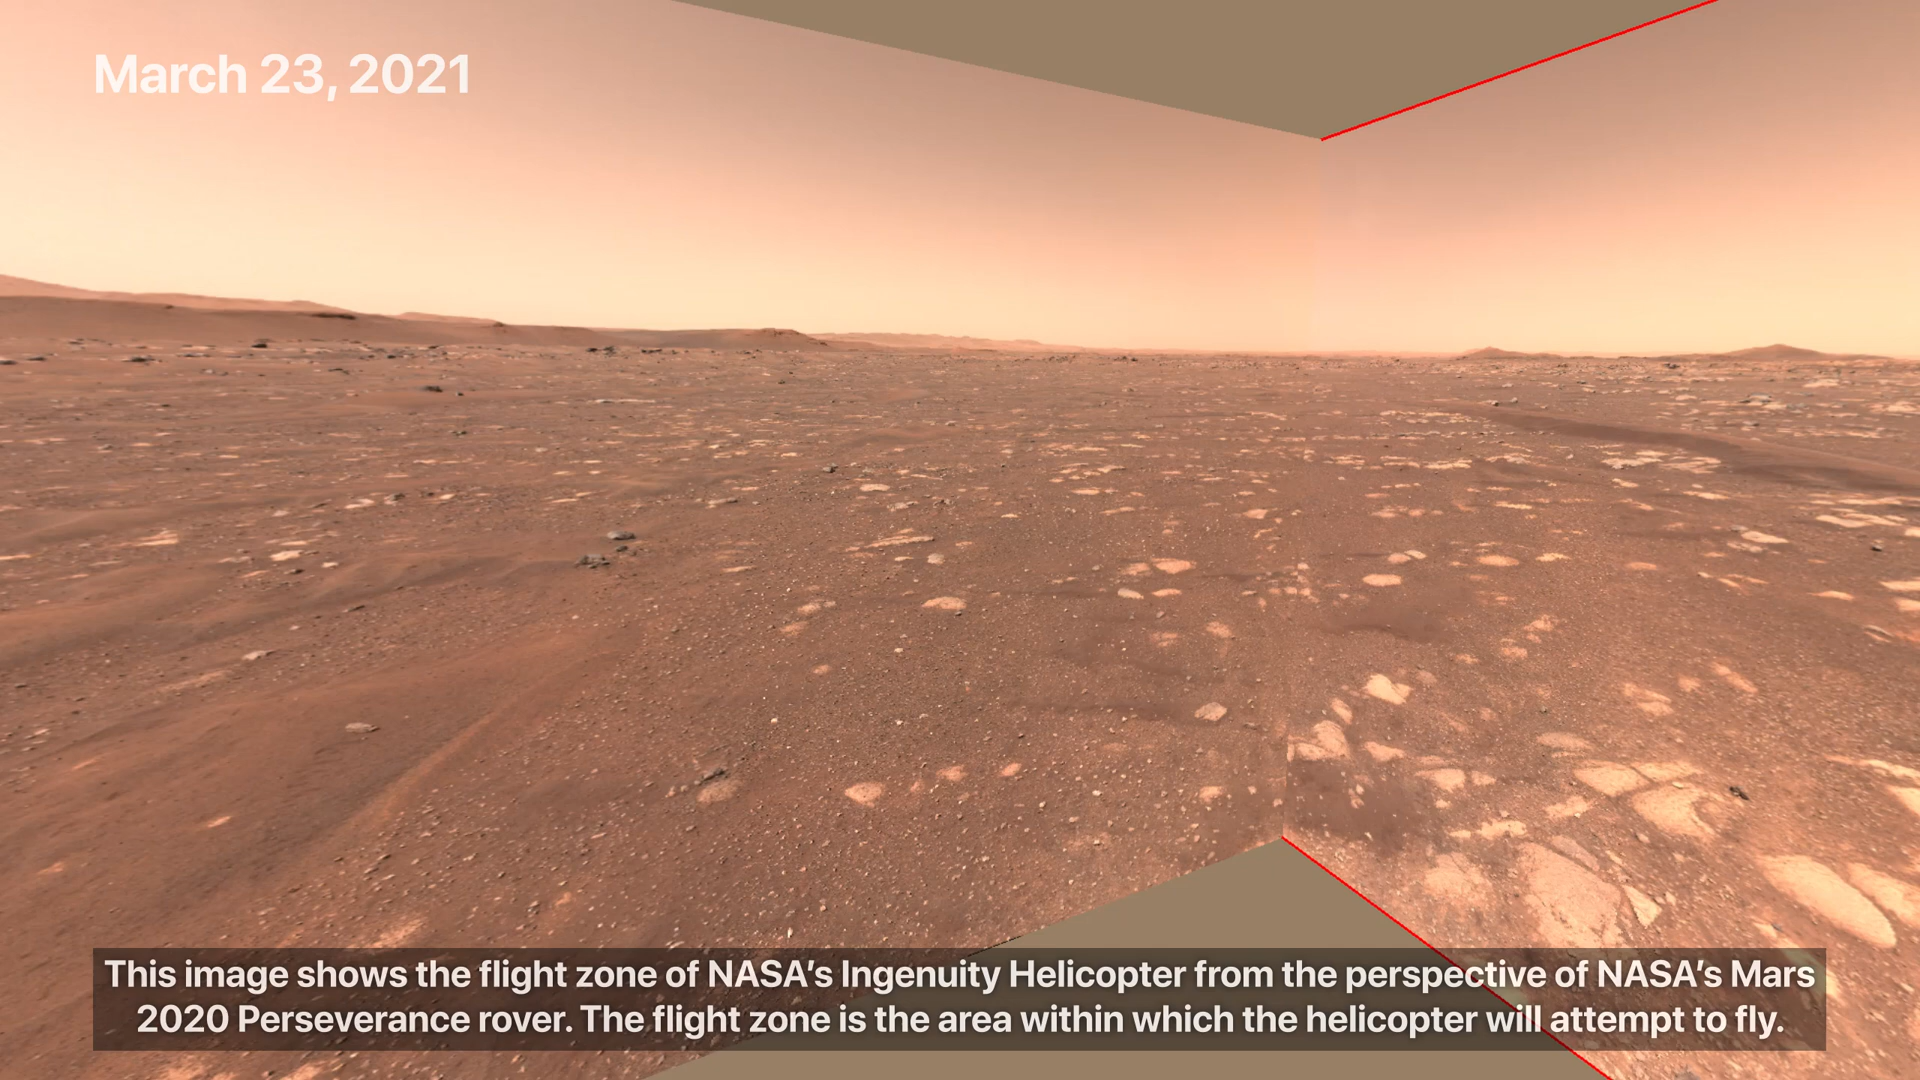 March 23, 2021
This image shows the flight zone of NASA's Ingenuity Helicopter from the perspective of NASA's Mars
2020 Perseverance rover. The flight zone is the area within which the helicopter will attempt to fly.